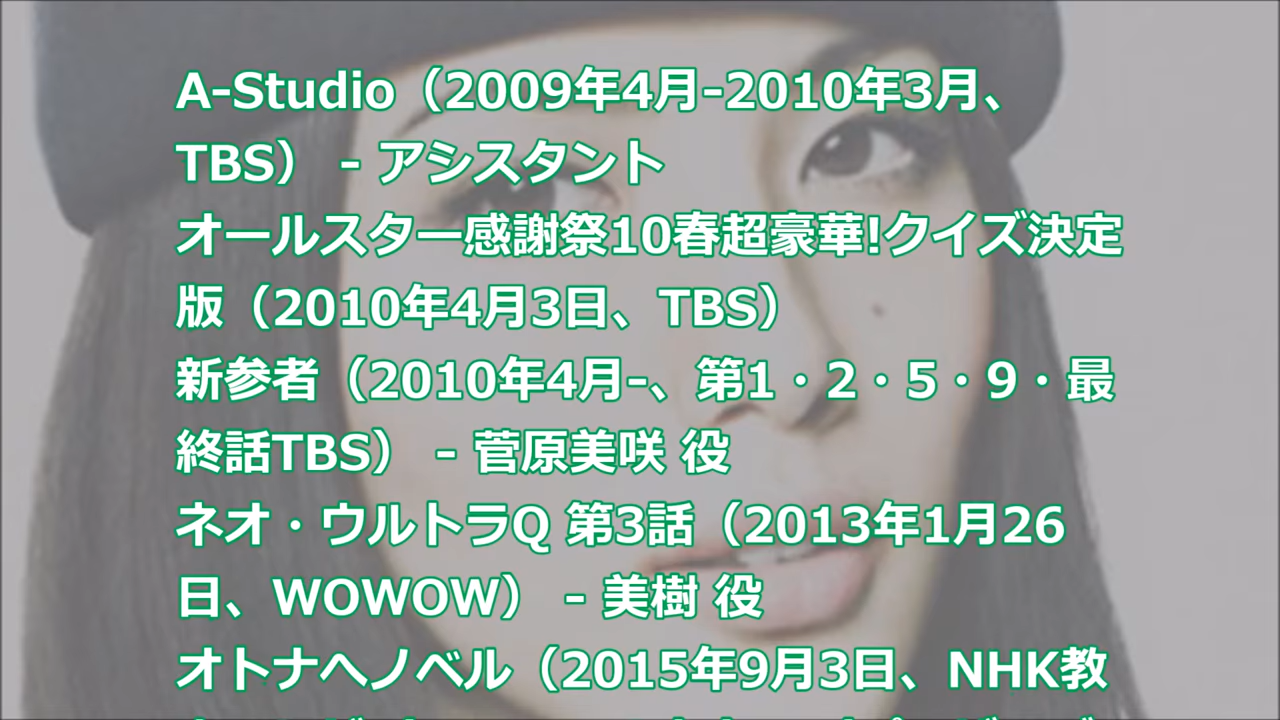 A-Studio（2009年4月-2010年3月、
TBS） - アシスタント
オールスター感謝祭10春超豪華!クイズ決定
版（2010年4月3日、TBS）
新参者（2010年4月-、第1・2・5・9・最
終話TBS） - 菅原美咲 役
ネオ・ウルトラQ 第3話（2013年1月26
日、WOWOW） - 美樹 役
オトナヘノベル（2015年9月3日、NHK教